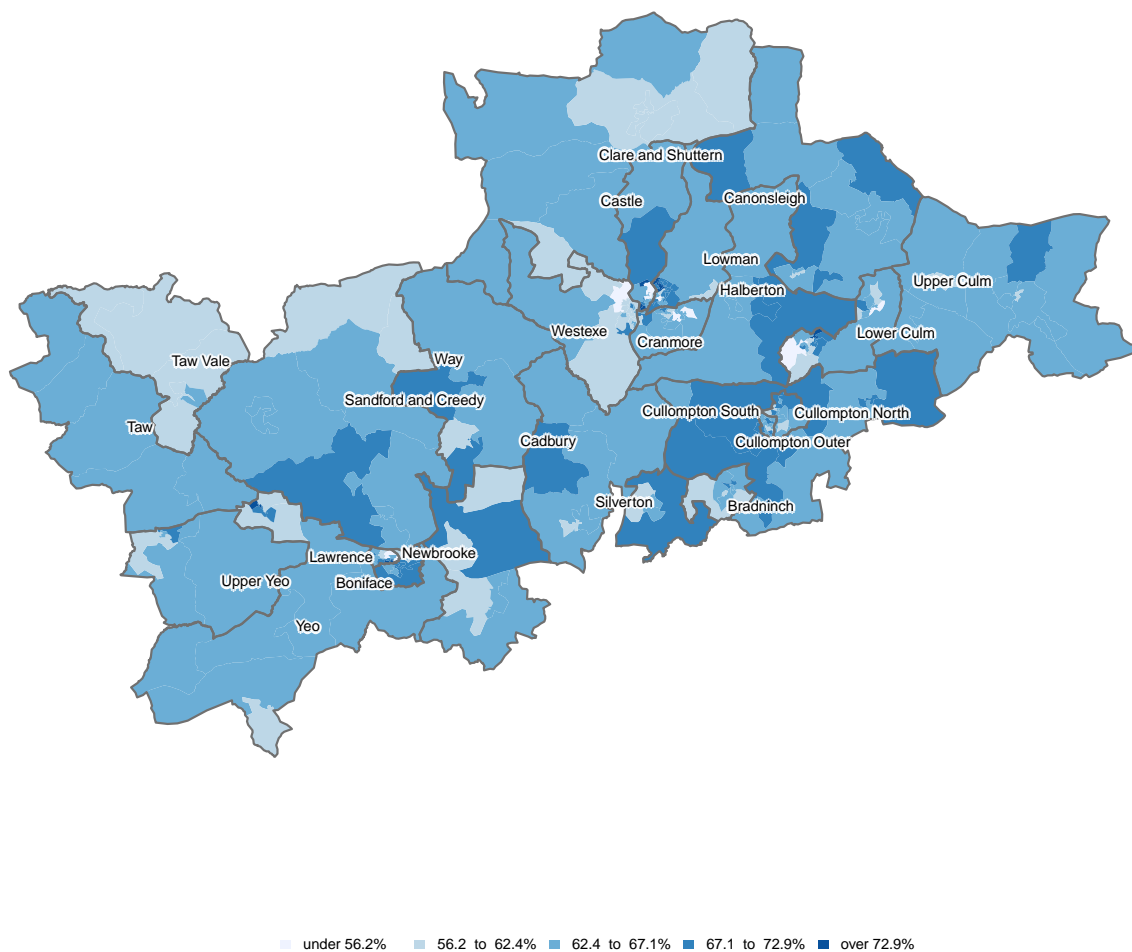 Clare and Shuttern
Castle
Canonsleigh
Lowman
Halberton
Upper Culm
Westexe
Cranmore
Lower Culm
Taw Vale
Way
Sandford and Creedy
Cullompton South
Cullompton North
Taw
Cadbury
Cullompton Outer
Silverton
Bradninch
Lawrence
Newbrooke
Upper Yeo
Boniface
Yeo
under 56.2% 56.2 to 62.4% 62.4 to 67.1% 67.1 to 72.9% over 72.9%